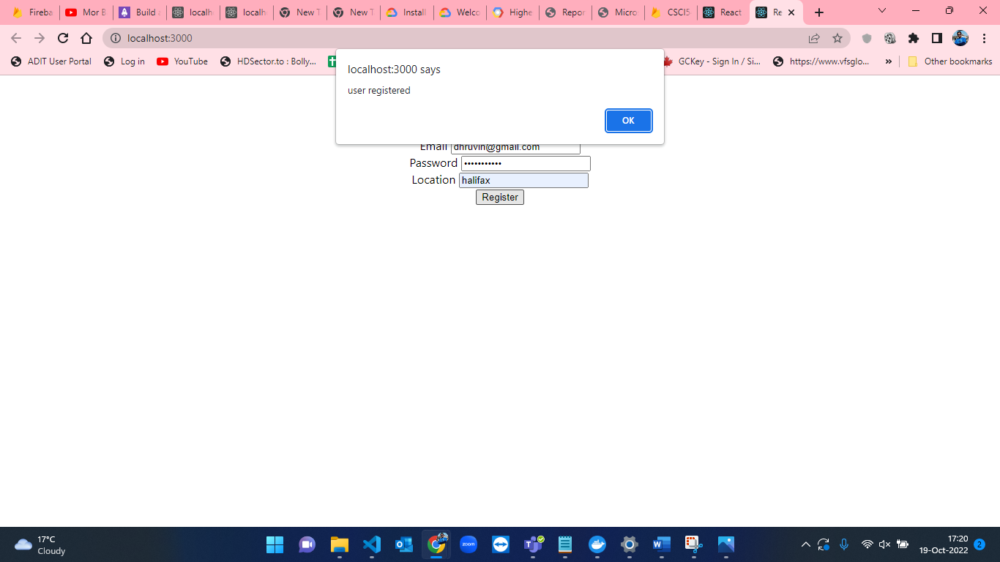 Fireba
Mor B
Build a
localh
localh
New T
New T
Install
Welco
Highe
Repor
Micro
CSCI5
React
Re
localhost:3000
ADIT User Portal
Log in
YouTube
HDSector.to : Bolly...
GCKey - Sign In / Si...
https://www.vfsglo...
»
Other bookmarks
localhost:3000 says
user registered
OK
Email dhruvin@gmail.com
Password •••••••••••
Location halifax
Register
17°C
Cloudy
zoom
17:20
19-Oct-2022
2